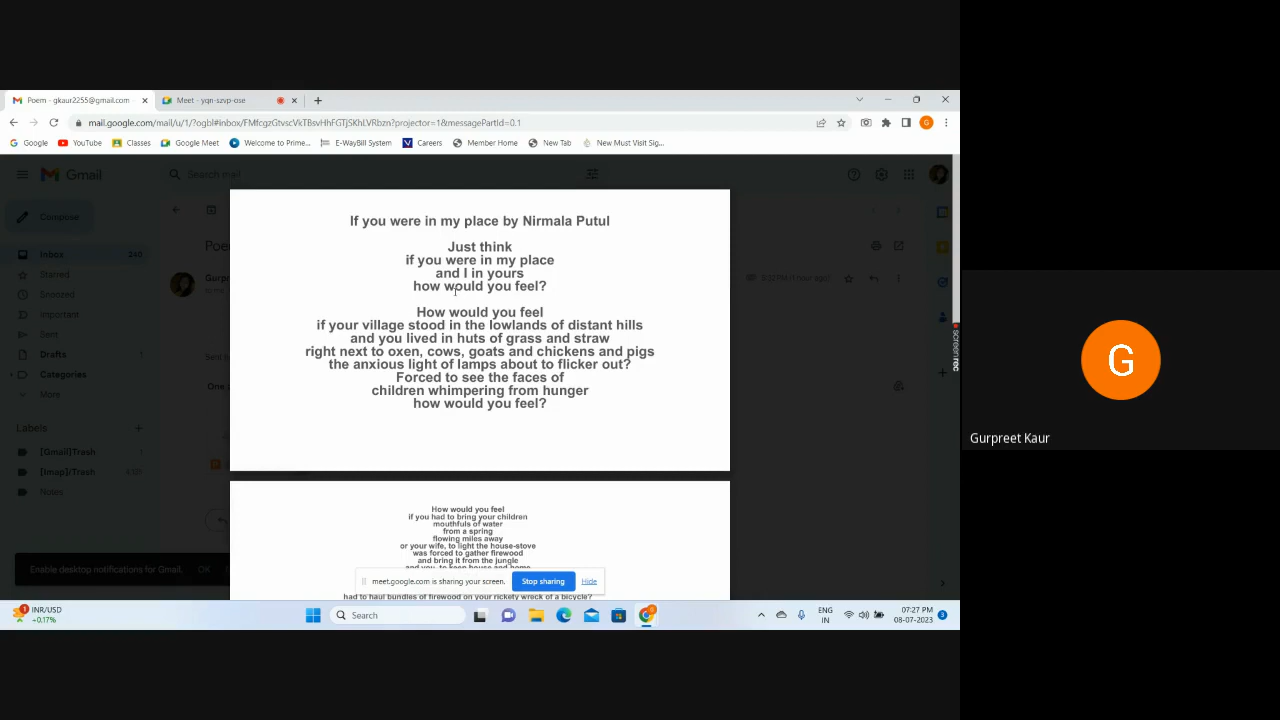 Poem - gkaur2255@gmail.com
Meet - yqn-szvp-ose
mail.google.com/mail/u/1/?ogbl#inbox/FMfcgzGtvscVkTBsvHhFGTjSKhLVRbzn?projector=1&messagePartId=0.1
Google YouTube Classes Google Meet Welcome to Prime... E-WayBill System Careers Member Home New Tab New Must Visit Sig...
Gmail
Search mail
Compose
Inbox 240
Starred
Snoozed
Important
Sent
Drafts 1
Categories
More
Labels
[Gmail]Trash 1
[Imap]/Trash
Notes
If you were in my place by Nirmala Putul
Just think
if you were in my place
and I in yours
how would you feel?
How would you feel
if your village stood in the lowlands of distant hills
and you lived in huts of grass and straw
right next to oxen, cows, goats and chickens and pigs
the anxious light of lamps about to flicker out?
Forced to see the faces of
children whimpering from hunger
how would you feel?
How would you feel
if you had to bring your children
mouthfuls of water
from a spring
flowing miles away
or your wife, to light the house-stove
was forced to gather firewood
and bring it from the jungle
had to haul bundles of firewood on your rickety wreck of a bicycle?
Enable desktop notifications for Gmail. OK
meet.google.com is sharing your screen. Stop sharing Hide
screenrec
INR/USD
+0.17%
Search
ENG
IN
07:27 PM
08-07-2023
3
G
Gurpreet Kaur